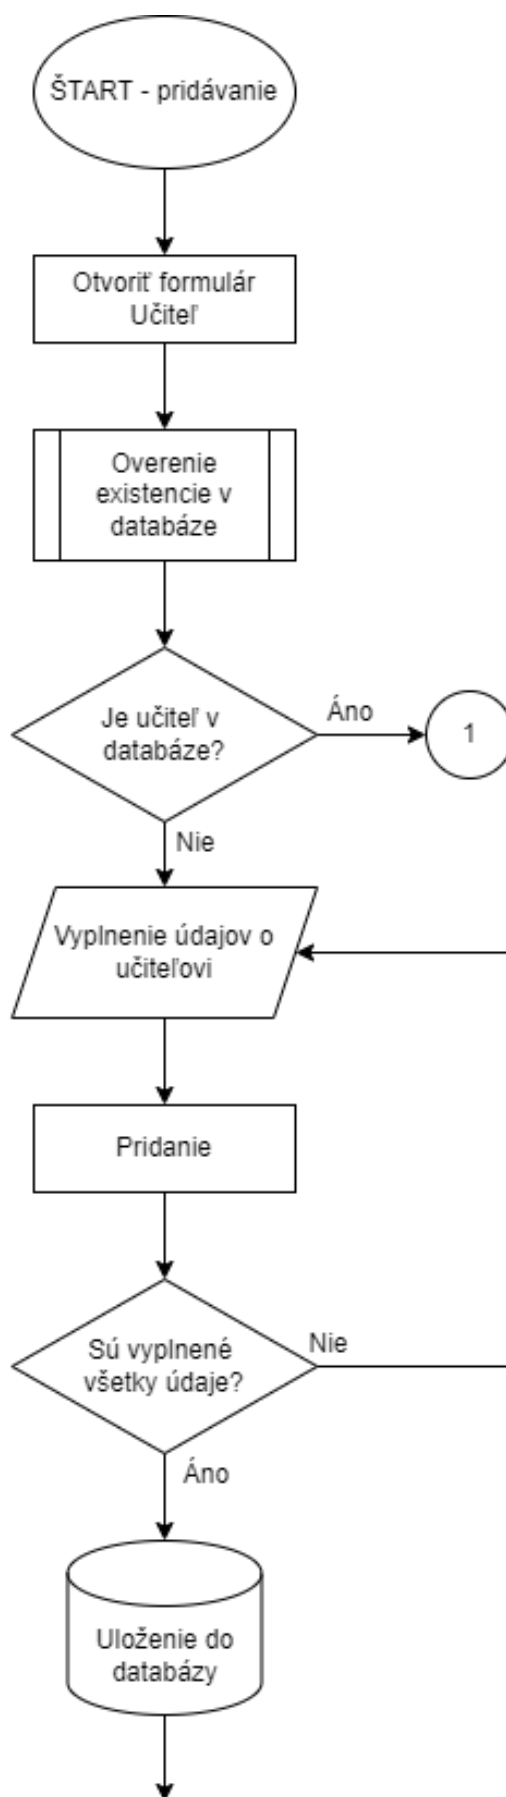 ŠTART - pridávanie
Otvoriť formulár
Učiteľ
Overenie
existencie v
databáze
Je učiteľ v
databáze?
Áno
1
Nie
Vyplnenie údajov o
učiteľovi
Pridanie
Sú vyplnené
všetky údaje?
Nie
Áno
Uloženie do
databázy